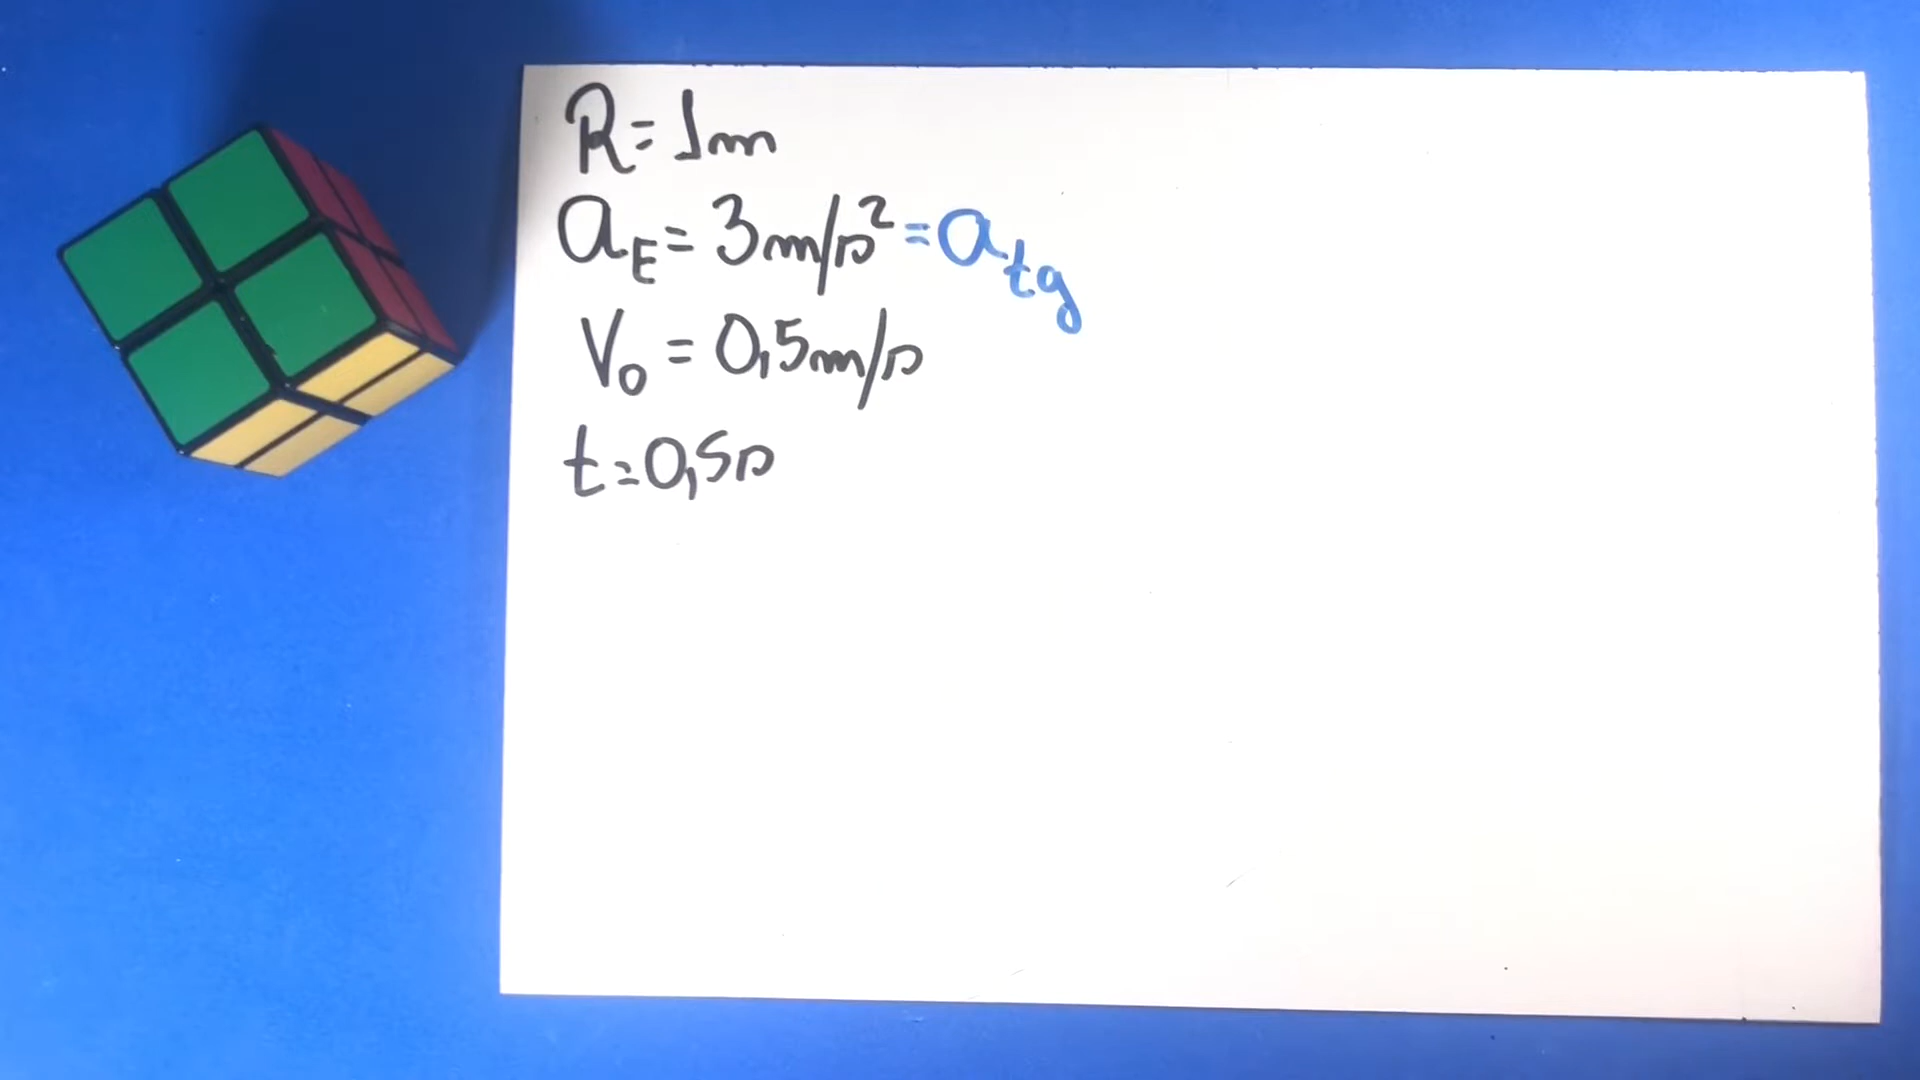 R = 1m
a_E = 3m/s² = a_tg
V_0 = 0,5m/s
t = 0,5s